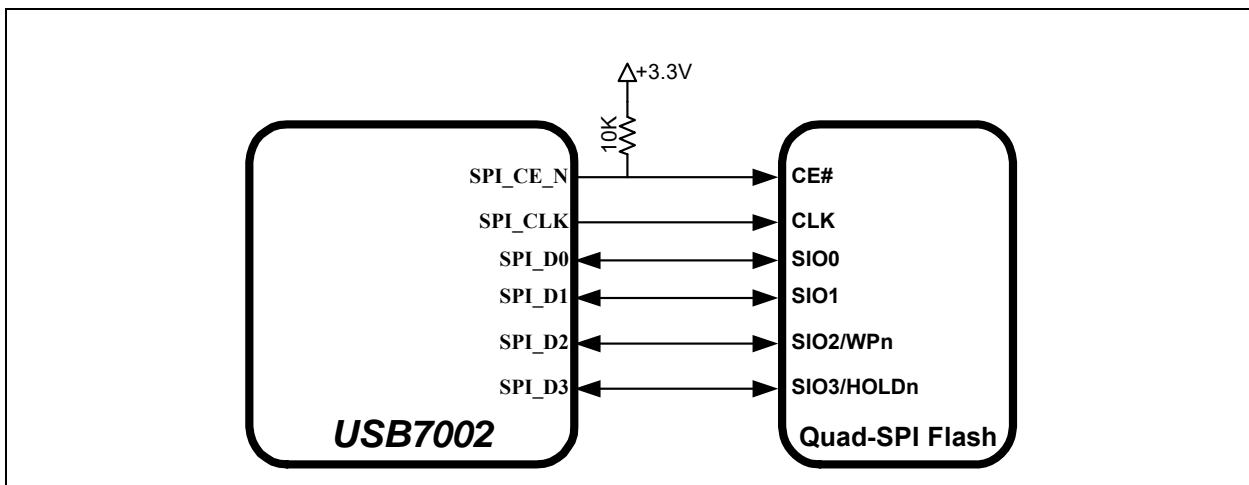 +3.3V
10K
SPI_CE_N CE#
SPI_CLK CLK
SPI_D0 SIO0
SPI_D1 SIO1
SPI_D2 SIO2/WPn
SPI_D3 SIO3/HOLDn
USB7002 Quad-SPI Flash